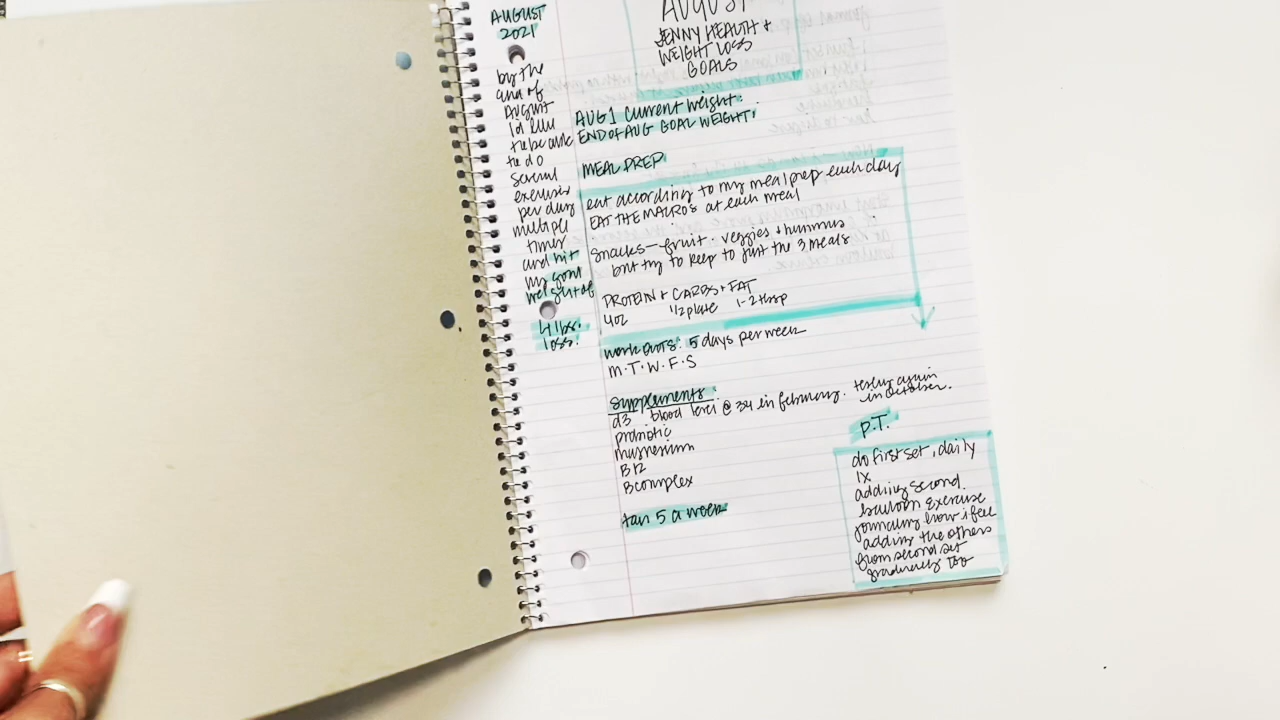 AUGUST
2021
by the
end of
August
I'd like
to be able
to do
several
exercises
per day
multiple
times
and hit
my goal
weight of
4 lbs.
loss.
AUGUST
JENNY HEALTH +
WEIGHT LOSS
GOALS
AUG 1 current weight:
END OF AUG GOAL WEIGHT:
MEAL PREP
eat according to my meal prep each day
EAT THE MACROS at each meal
snacks — fruit. veggies + hummus
but try to keep to just the 3 meals
PROTEIN + CARBS + FAT
4oz 1/2 plate 1-2 tbsp
workouts: 5 days per week
M.T.W.F.S
supplements:
d3 . blood level @ 34 in february. testing again
in october.
probiotic
magnesium
B12
B complex
tan 5 a week
P.T.
do first set, daily
1x
adding second.
balloon exercise
journaling how i feel
adding the others
from second set
gradually too